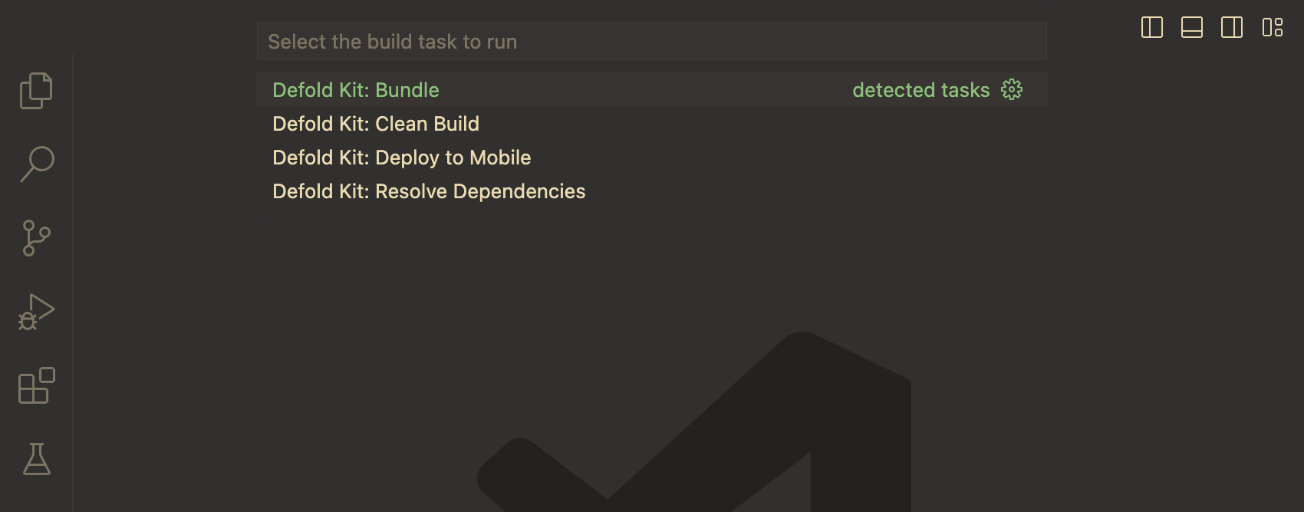 Select the build task to run
Defold Kit: Bundle detected tasks
Defold Kit: Clean Build
Defold Kit: Deploy to Mobile
Defold Kit: Resolve Dependencies